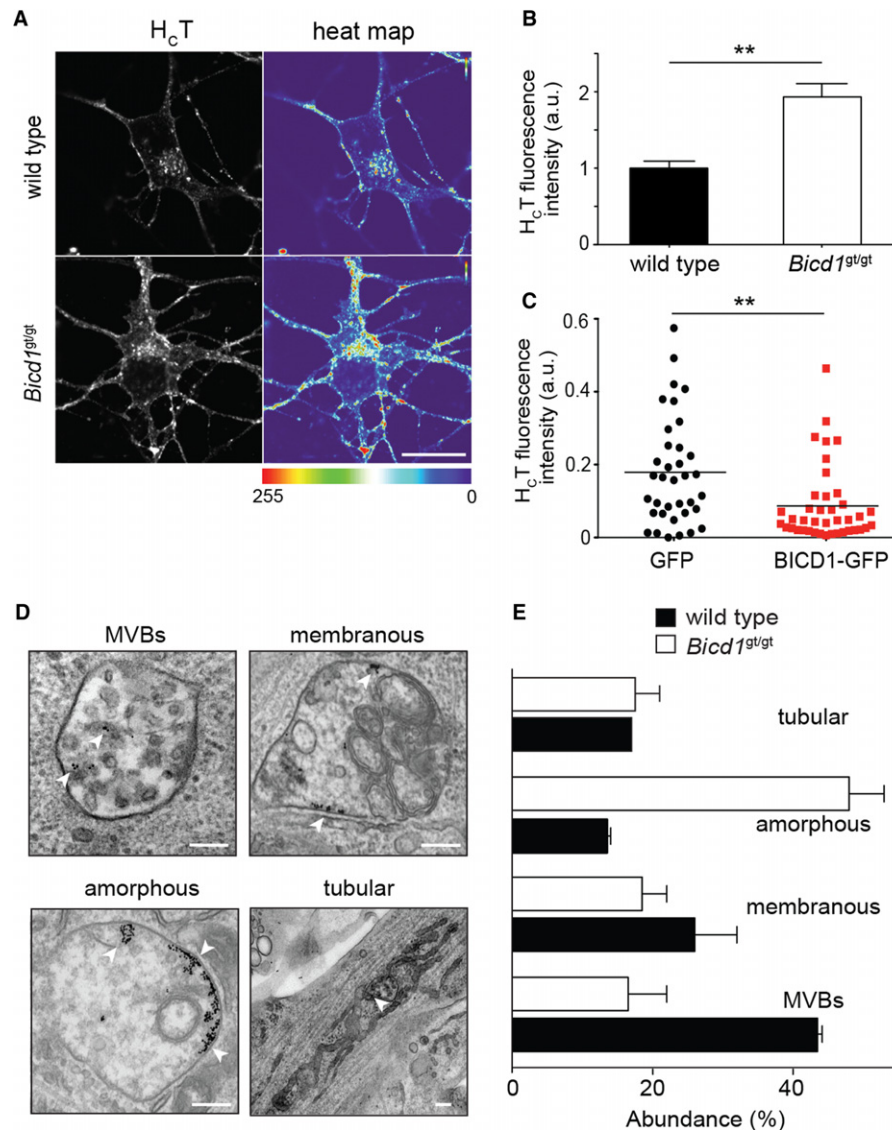 A
HcT
heat map
wild type
Bicd1gt/gt
255
0
B
HcT fluorescence
intensity (a.u.)
2
1
0
**
wild type
Bicd1gt/gt
C
HcT fluorescence
intensity (a.u.)
0.6
0.4
0.2
0
**
GFP
BICD1-GFP
D
MVBs
membranous
amorphous
tubular
E
wild type
Bicd1gt/gt
tubular
amorphous
membranous
MVBs
0
20
40
Abundance (%)